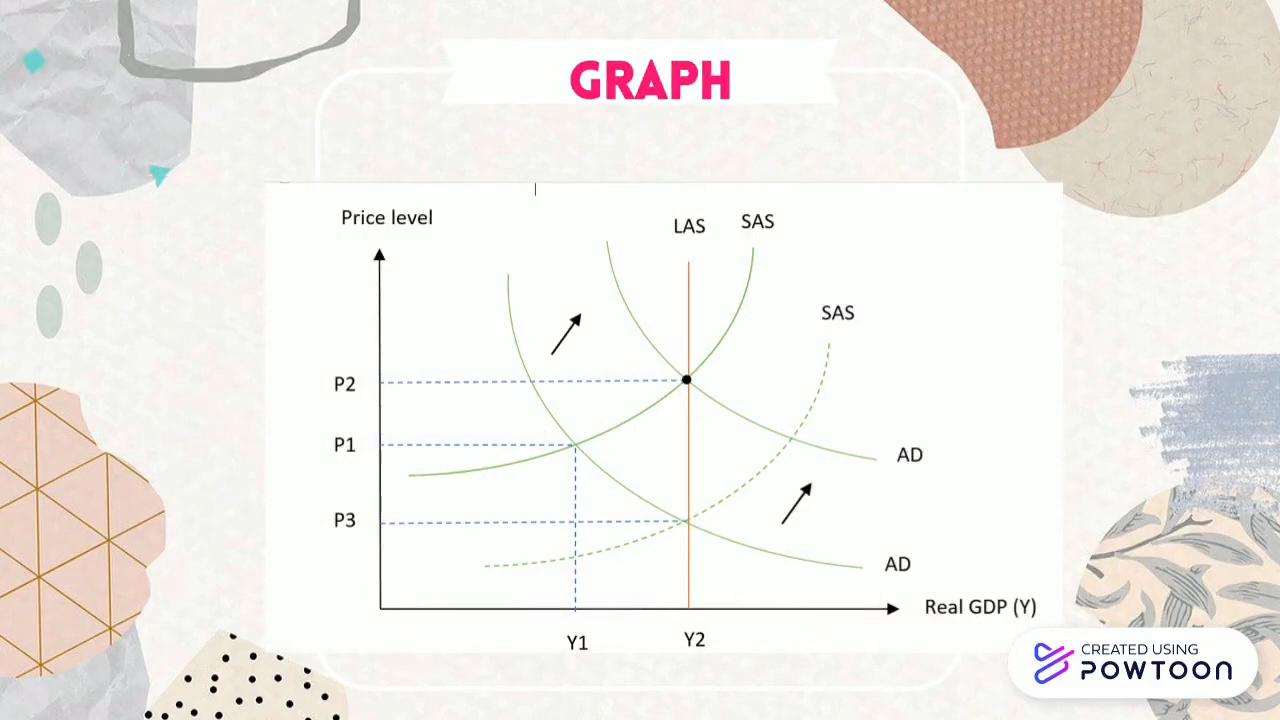 GRAPH
Price level
LAS
SAS
SAS
P2
P1
AD
P3
AD
Real GDP (Y)
Y1
Y2
CREATED USING
POWTOON